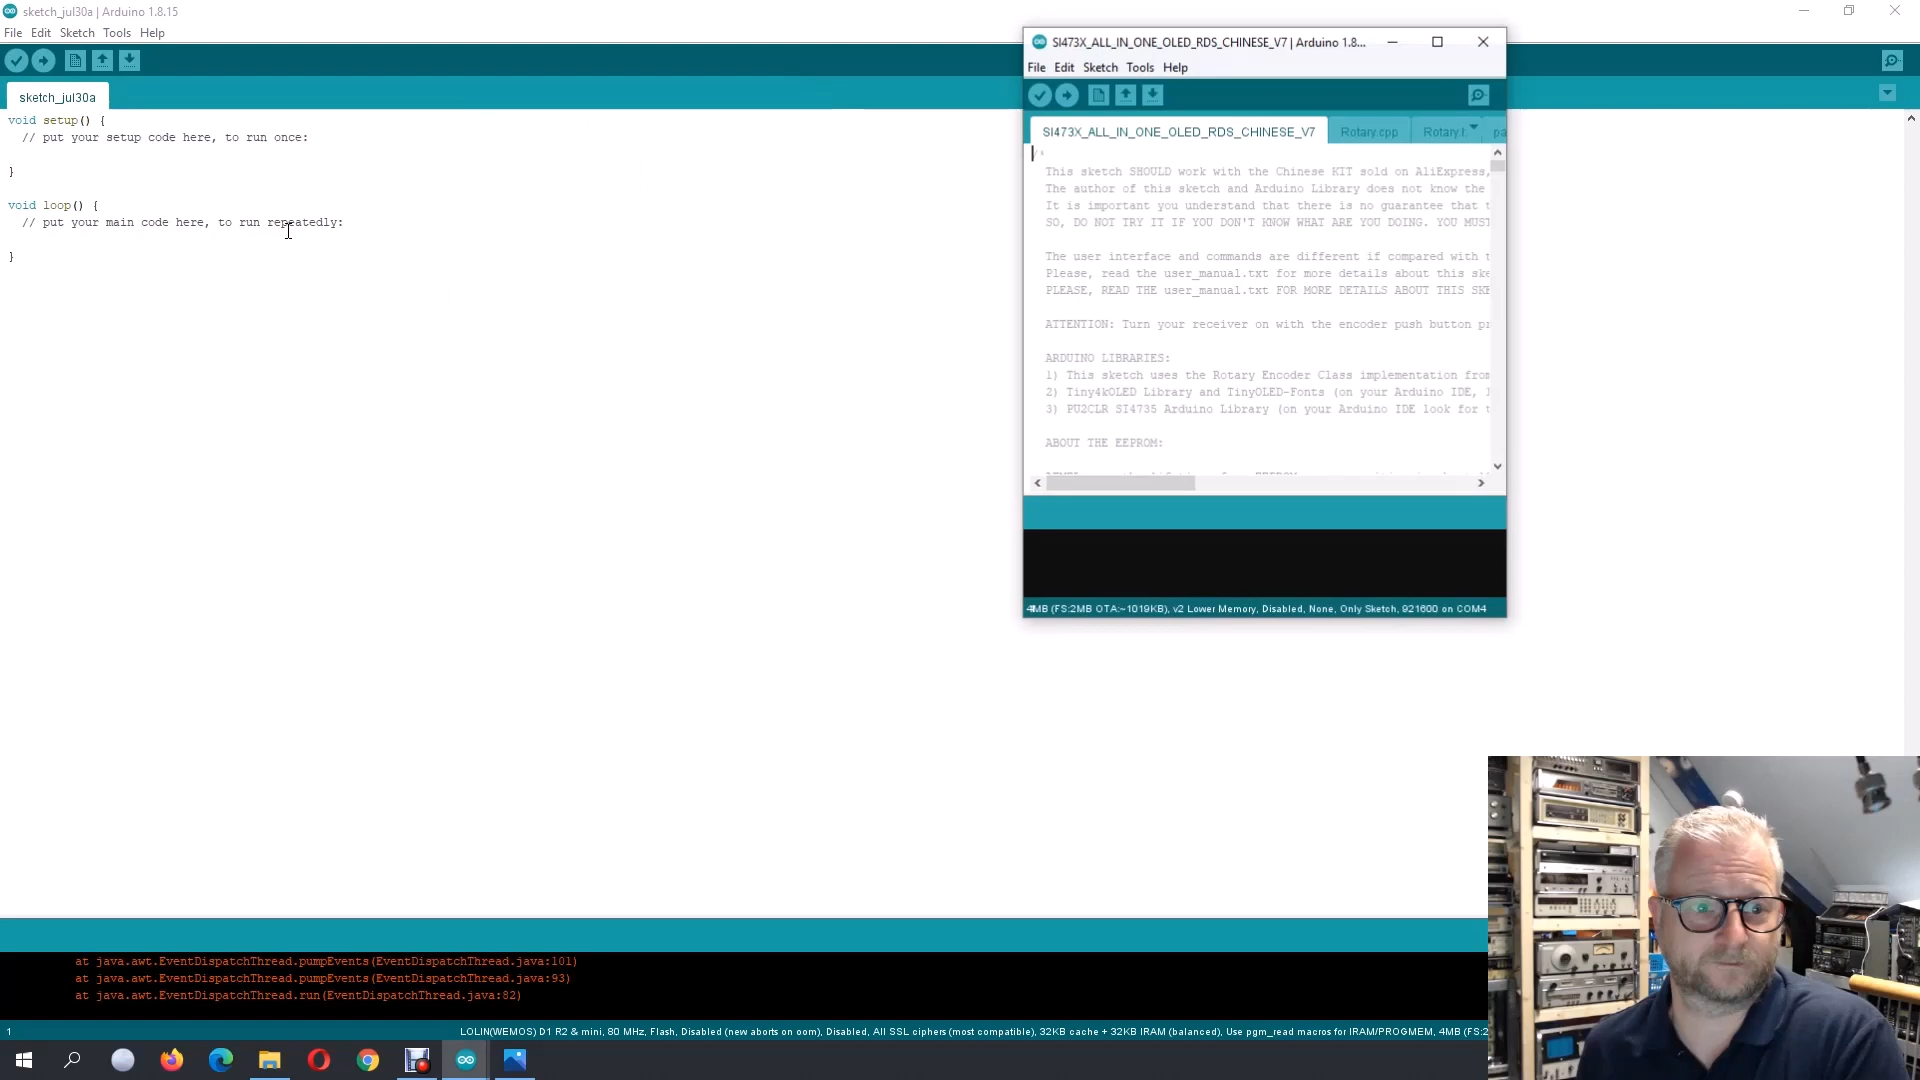 sketch_jul30a | Arduino 1.8.15
File Edit Sketch Tools Help
sketch_jul30a
void setup() {
// put your setup code here, to run once:
}
void loop() {
// put your main code here, to run repeatedly:
}
SI473X_ALL_IN_ONE_OLED_RDS_CHINESE_V7 | Arduino 1.8...
File Edit Sketch Tools Help
SI473X_ALL_IN_ONE_OLED_RDS_CHINESE_V7 Rotary.cpp Rotary.h pa
/*
This sketch SHOULD work with the Chinese KIT sold on AliExpress,
The author of this sketch and Arduino Library does not know the
It is important you understand that there is no guarantee that t
SO, DO NOT TRY IT IF YOU DON'T KNOW WHAT ARE YOU DOING. YOU MUST
The user interface and commands are different if compared with t
Please, read the user_manual.txt for more details about this ske
PLEASE, READ THE user_manual.txt FOR MORE DETAILS ABOUT THIS SKE
ATTENTION: Turn your receiver on with the encoder push button pr
ARDUINO LIBRARIES:
1) This sketch uses the Rotary Encoder Class implementation from
2) Tiny4kOLED Library and TinyOLED-Fonts (on your Arduino IDE,
3) PU2CLR SI4735 Arduino Library (on your Arduino IDE look for t
ABOUT THE EEPROM:
4MB (FS:2MB OTA:~1019KB), v2 Lower Memory, Disabled, None, Only Sketch, 921600 on COM4
at java.awt.EventDispatchThread.pumpEvents(EventDispatchThread.java:101)
at java.awt.EventDispatchThread.pumpEvents(EventDispatchThread.java:93)
at java.awt.EventDispatchThread.run(EventDispatchThread.java:82)
1 LOLIN(WEMOS) D1 R2 & mini, 80 MHz, Flash, Disabled (new aborts on oom), Disabled, All SSL ciphers (most compatible), 32KB cache + 32KB IRAM (balanced), Use pgm_read macros for IRAM/PROGMEM, 4MB (FS:2